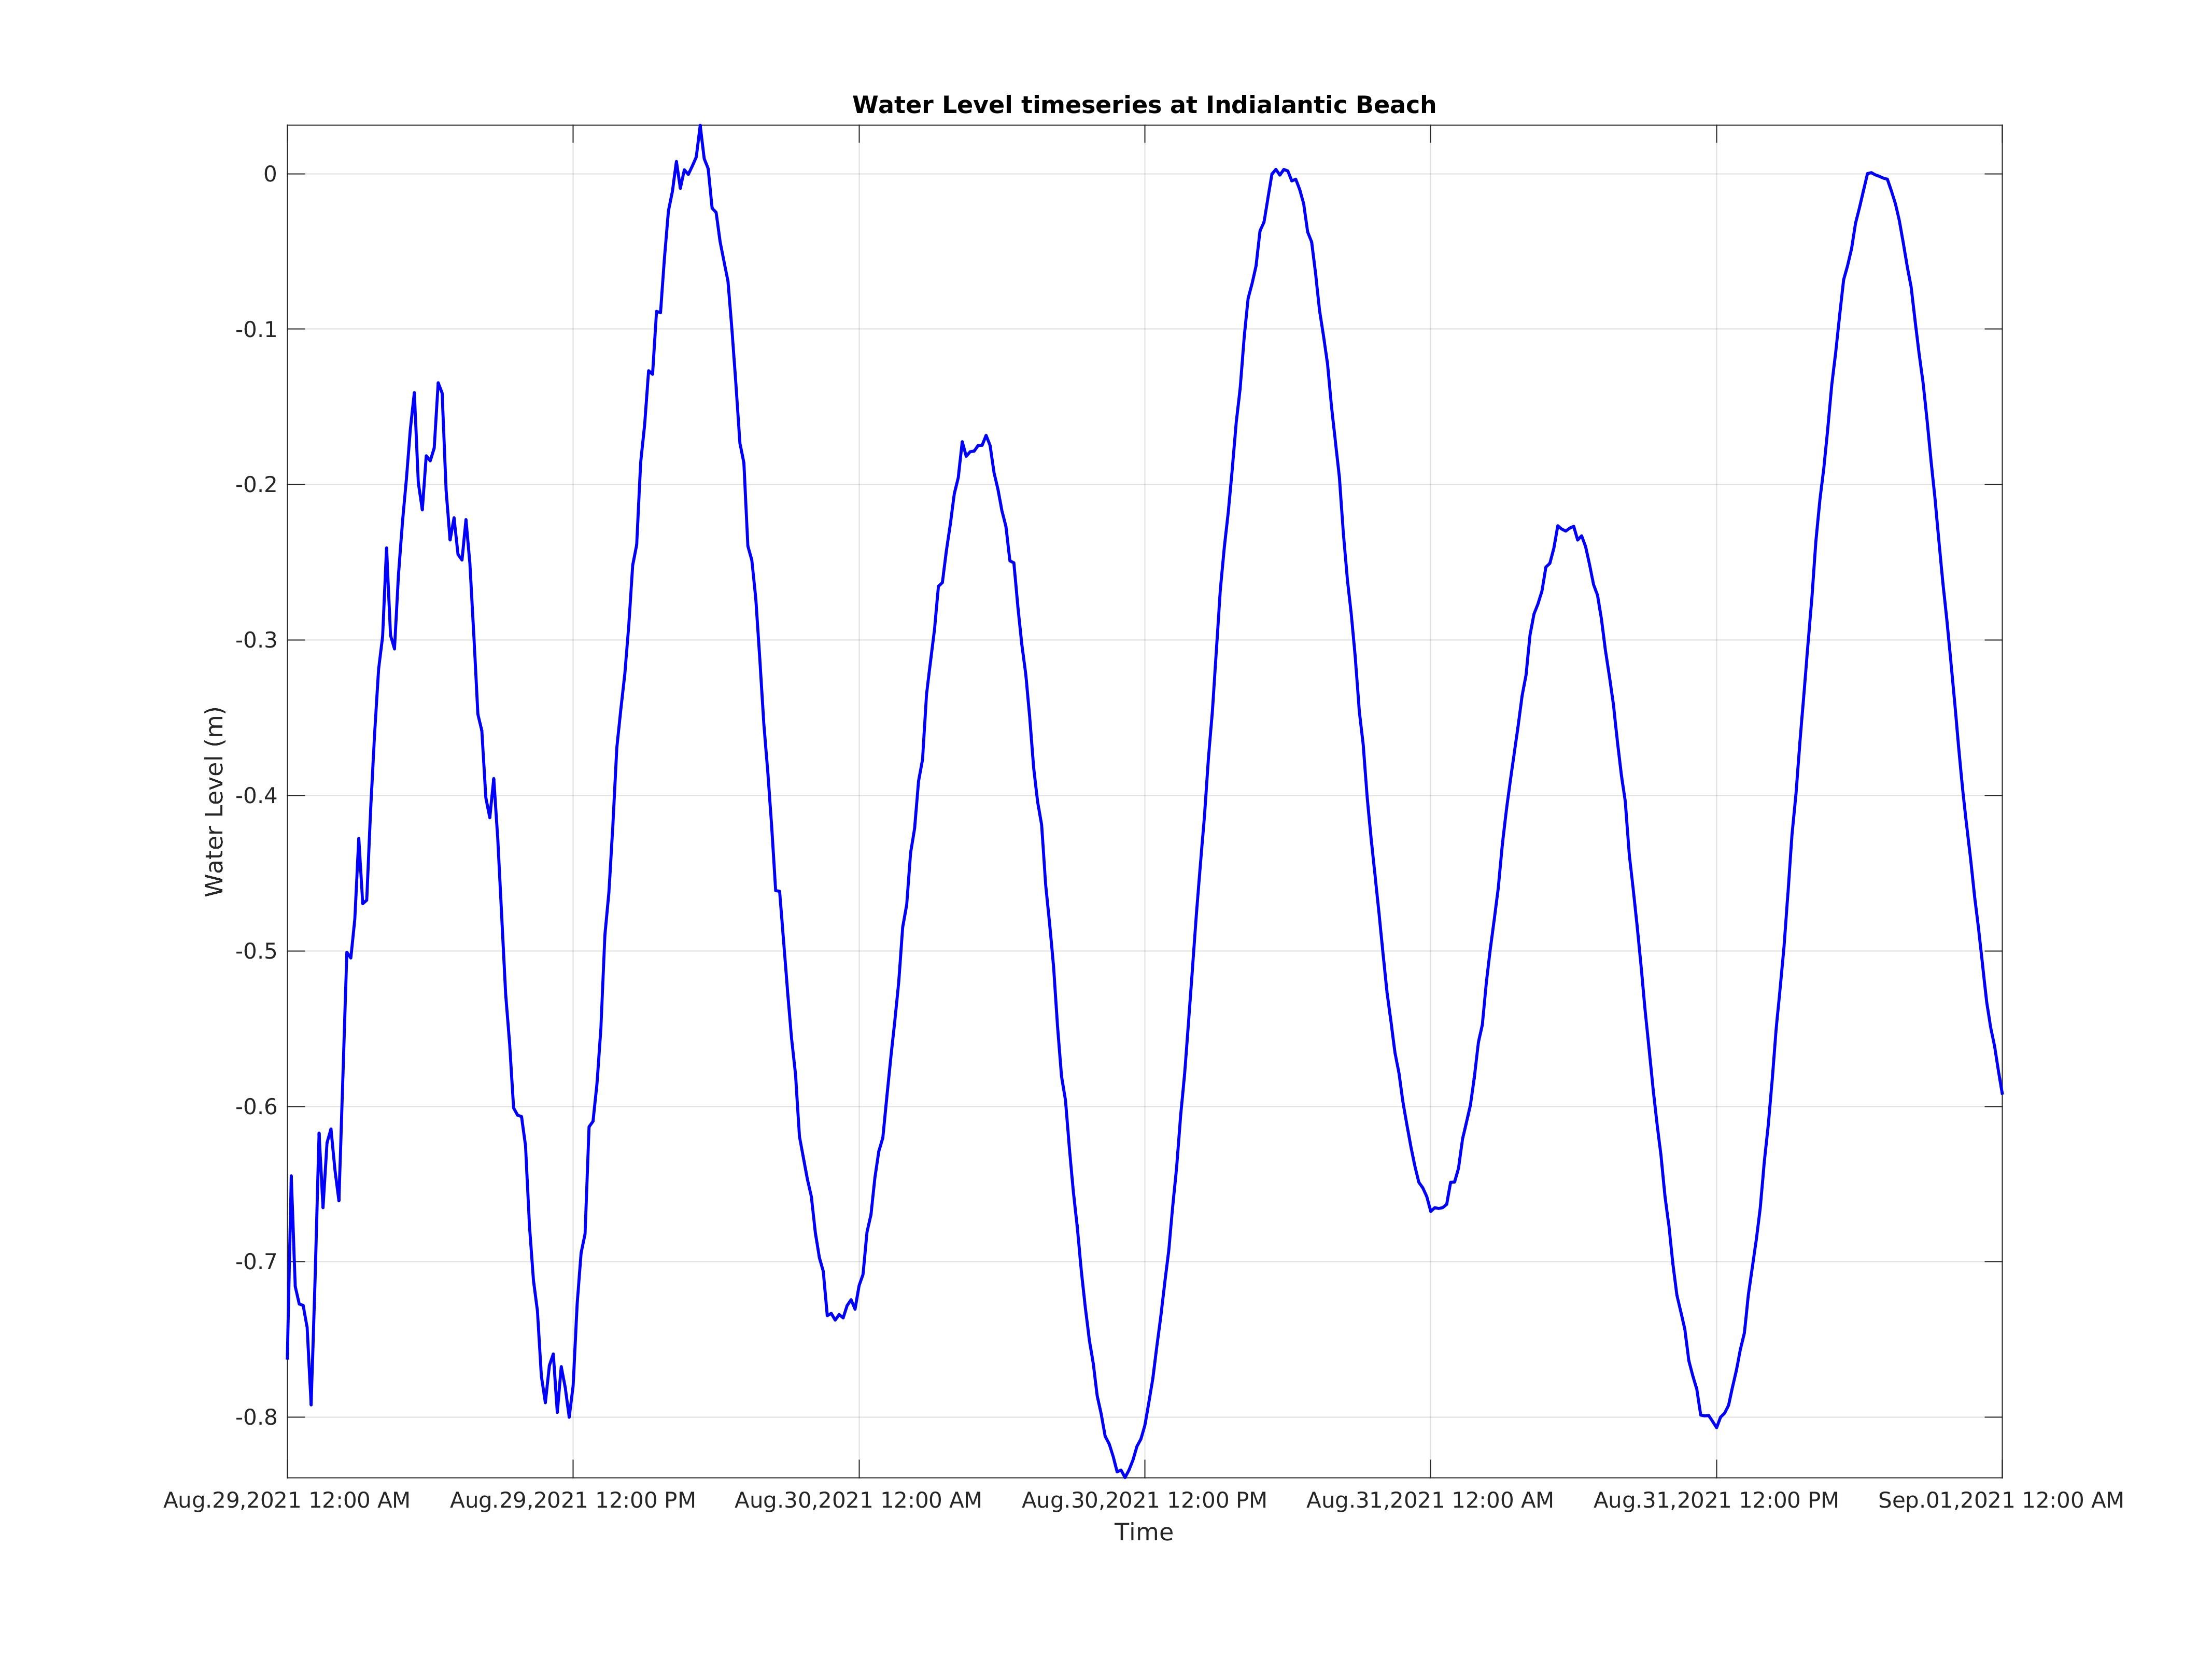 Water Level timeseries at Indialantic Beach
0
-0.1
-0.2
-0.3
-0.4
-0.5
-0.6
-0.7
-0.8
Water Level (m)
Aug.29,2021 12:00 AM Aug.29,2021 12:00 PM Aug.30,2021 12:00 AM Aug.30,2021 12:00 PM Aug.31,2021 12:00 AM Aug.31,2021 12:00 PM Sep.01,2021 12:00 AM
Time